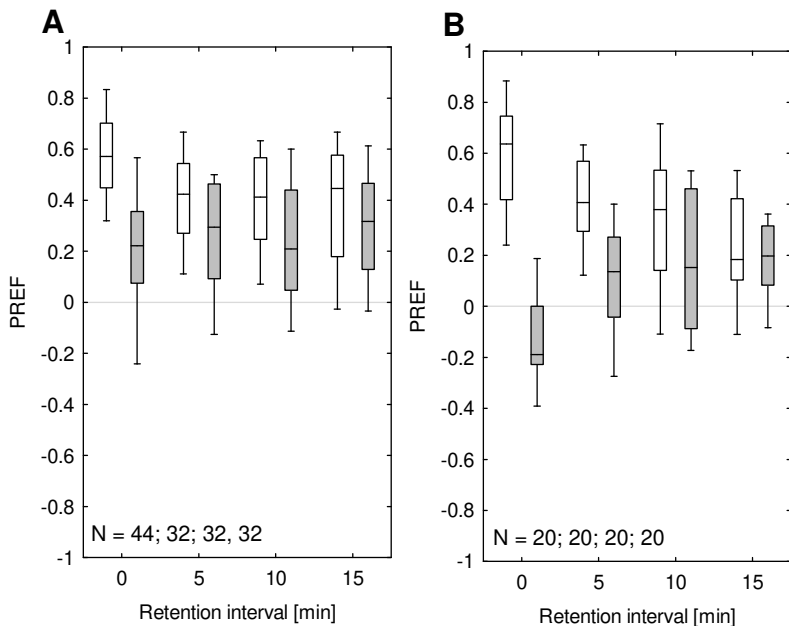 A
1
0.8
0.6
0.4
0.2
0
-0.2
-0.4
-0.6
-0.8
-1
PREF
N = 44; 32; 32, 32
0 5 10 15
Retention interval [min]
B
1
0.8
0.6
0.4
0.2
0
-0.2
-0.4
-0.6
-0.8
-1
PREF
N = 20; 20; 20; 20
0 5 10 15
Retention interval [min]